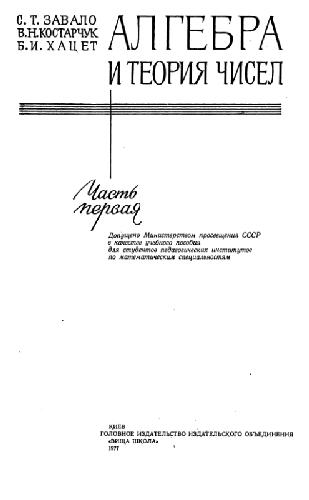 С. Т. ЗАВАЛО
В.Н.КОСТАРЧУК
Б. И. ХАЦЕТ
АЛГЕБРА
И ТЕОРИЯ ЧИСЕЛ
Часть
первая
Допущено Министерством просвещения СССР
в качестве учебного пособия
для студентов педагогических институтов
по математическим специальностям
КИЕВ
ГОЛОВНОЕ ИЗДАТЕЛЬСТВО ИЗДАТЕЛЬСКОГО ОБЪЕДИНЕНИЯ
«ВИЩА ШКОЛА»
1977